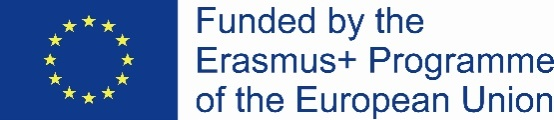 Funded by the
Erasmus+ Programme
of the European Union